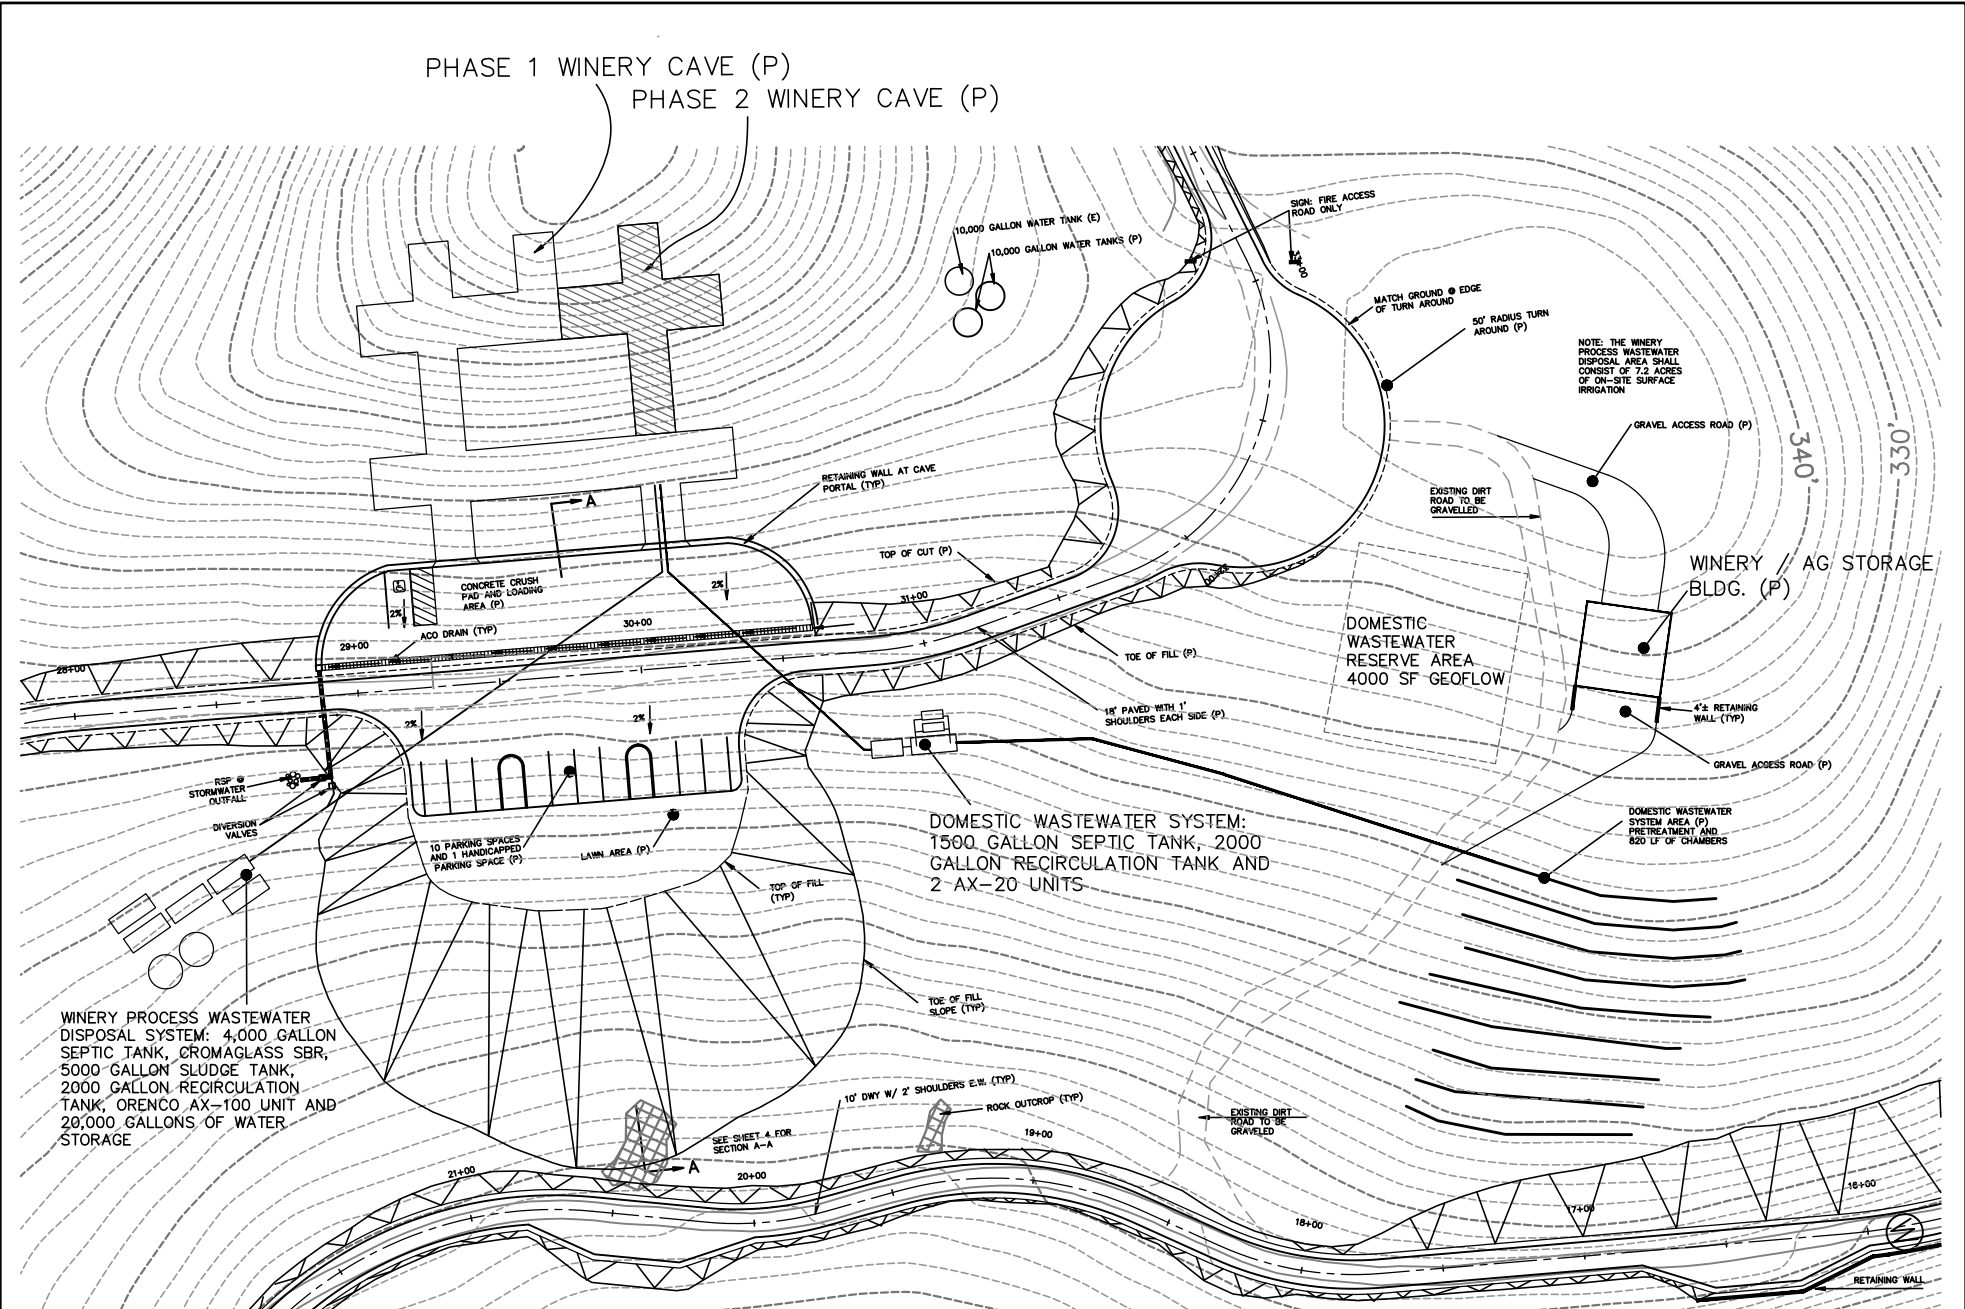 PHASE 1 WINERY CAVE (P)
PHASE 2 WINERY CAVE (P)
SIGN: FIRE ACCESS
ROAD ONLY
10,000 GALLON WATER TANK (E)
10,000 GALLON WATER TANKS (P)
MATCH GROUND @ EDGE
OF TURN AROUND
50' RADIUS TURN
AROUND (P)
NOTE: THE WINERY
PROCESS WASTEWATER
DISPOSAL AREA SHALL
CONSIST OF 7.2 ACRES
OF ON-SITE SURFACE
IRRIGATION
GRAVEL ACCESS ROAD (P)
340'
330'
RETAINING WALL AT CAVE
PORTAL (TYP)
EXISTING DIRT
ROAD TO BE
GRAVELLED
A
TOP OF CUT (P)
WINERY / AG STORAGE
BLDG. (P)
CONCRETE CRUSH
PAD AND LOADING
AREA (P)
2%
2%
ACO DRAIN (TYP)
28+00
29+00
30+00
31+00
32+00
DOMESTIC
WASTEWATER
RESERVE AREA
4000 SF GEOFLOW
TOE OF FILL (P)
18' PAVED WITH 1'
SHOULDERS EACH SIDE (P)
4'± RETAINING
WALL (TYP)
2%
2%
GRAVEL ACCESS ROAD (P)
RSP @
STORMWATER
OUTFALL
DIVERSION
VALVES
10 PARKING SPACES
AND 1 HANDICAPPED
PARKING SPACE (P)
LAWN AREA (P)
TOP OF FILL
(TYP)
DOMESTIC WASTEWATER SYSTEM:
1500 GALLON SEPTIC TANK, 2000
GALLON RECIRCULATION TANK AND
2 AX-20 UNITS
DOMESTIC WASTEWATER
SYSTEM AREA (P)
PRETREATMENT AND
820 LF OF CHAMBERS
TOE OF FILL
SLOPE (TYP)
WINERY PROCESS WASTEWATER
DISPOSAL SYSTEM: 4,000 GALLON
SEPTIC TANK, CROMAGLASS SBR,
5000 GALLON SLUDGE TANK,
2000 GALLON RECIRCULATION
TANK, ORENCO AX-100 UNIT AND
20,000 GALLONS OF WATER
STORAGE
10' DWY W/ 2' SHOULDERS E.W. (TYP)
ROCK OUTCROP (TYP)
EXISTING DIRT
ROAD TO BE
GRAVELED
SEE SHEET 4 FOR
SECTION A-A
A
21+00
20+00
19+00
18+00
17+00
16+00
RETAINING WALL